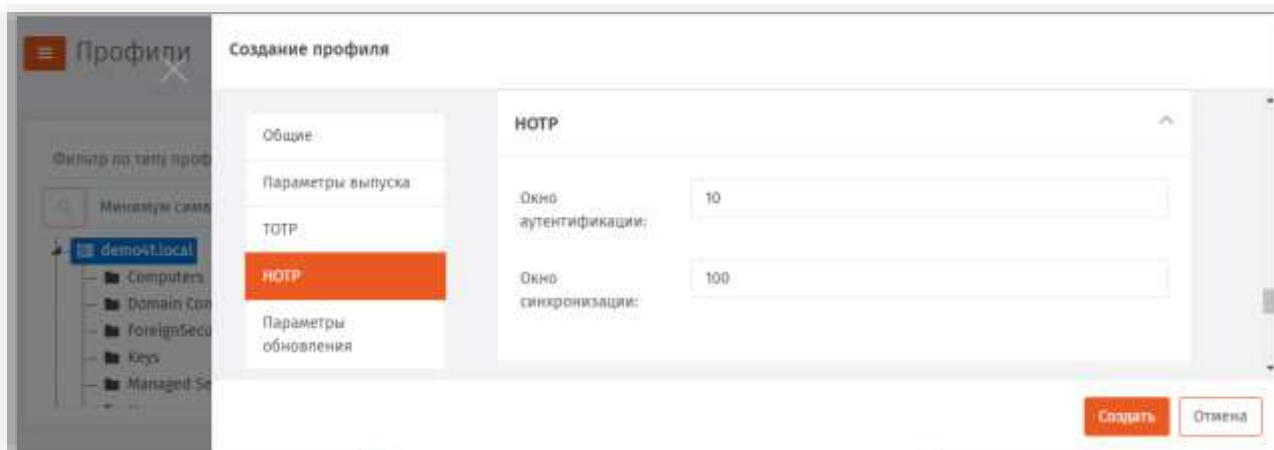 Профили
Создание профиля
Фильтр по типу проф
Минимум симв
demo4t.local
Computers
Domain Con
ForeignSecu
Keys
Managed Se
Общие
Параметры выпуска
TOTP
HOTP
Параметры
обновления
HOTP
Окно
аутентификации:
10
Окно
синхронизации:
100
Создать
Отмена